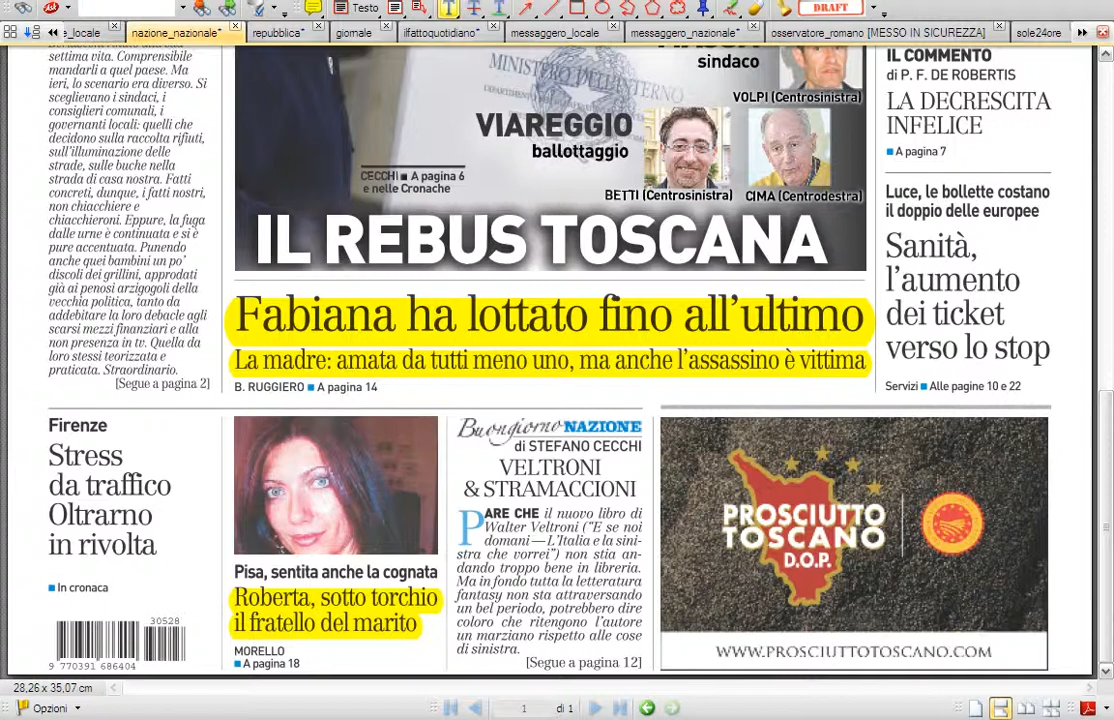 Testo
DRAFT
e_locale
nazione_nazionale*
repubblica*
giornale
ilfattoquotidiano*
messaggero_locale
messaggero_nazionale*
osservatore_romano [MESSO IN SICUREZZA]
sole24ore
settima vita. Comprensibile
mandarli a quel paese. Ma
ieri, lo scenario era diverso. Si
sceglievano i sindaci, i
consiglieri comunali, i
governanti locali: quelli che
decidono sulla raccolta rifiuti,
sull'illuminazione delle
strade, sulle buche nella
strada di casa nostra. Fatti
concreti, dunque, i fatti nostri,
non chiacchiere e
chiacchieroni. Eppure, la fuga
dalle urne è continuata e si è
pure accentuata. Punendo
anche quei bambini un po'
discoli dei grillini, approdati
già ai penosi arzigogoli della
vecchia politica, tanto da
addebitare la loro debacle agli
scarsi mezzi finanziari e alla
non presenza in tv. Quella da
loro stessi teorizzata e
praticata. Straordinario.
[Segue a pagina 2]
MINISTERO DELL'INTERNO
sindaco
VOLPI (Centrosinistra)
VIAREGGIO
ballottaggio
CECCHI ■ A pagina 6
e nelle Cronache
BETTI (Centrosinistra)
CIMA (Centrodestra)
IL REBUS TOSCANA
IL COMMENTO
di P. F. DE ROBERTIS
LA DECRESCITA
INFELICE
■ A pagina 7
Luce, le bollette costano
il doppio delle europee
Sanità,
l'aumento
dei ticket
verso lo stop
Servizi ■ Alle pagine 10 e 22
Fabiana ha lottato fino all'ultimo
La madre: amata da tutti meno uno, ma anche l'assassino è vittima
B. RUGGIERO ■ A pagina 14
Firenze
Stress
da traffico
Oltrarno
in rivolta
■ In cronaca
30528
9 770391 686404
Pisa, sentita anche la cognata
Roberta, sotto torchio
il fratello del marito
MORELLO
■ A pagina 18
Buongiorno NAZIONE
di STEFANO CECCHI
VELTRONI
& STRAMACCIONI
PARE CHE il nuovo libro di
Walter Veltroni ("E se noi
domani — L'Italia e la sini-
stra che vorrei") non stia an-
dando troppo bene in libreria.
Ma in fondo tutta la letteratura
fantasy non sta attraversando
un bel periodo, potrebbero dire
coloro che ritengono l'autore
un marziano rispetto alle cose
di sinistra.
[Segue a pagina 12]
PROSCIUTTO
TOSCANO
D.O.P.
WWW.PROSCIUTTOTOSCANO.COM
28,26 x 35,07 cm
Opzioni
1
di 1